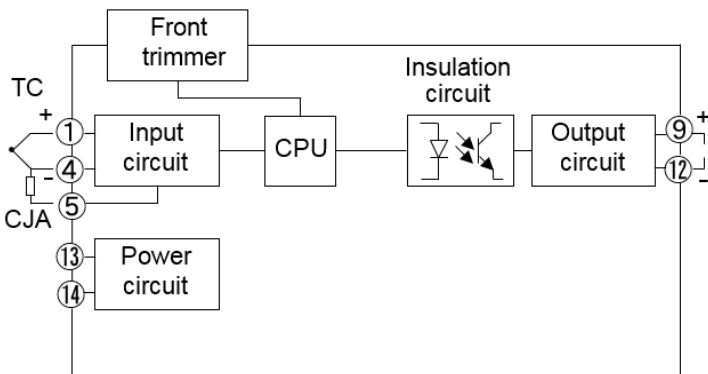 Front
trimmer
TC
Insulation
circuit
+
1
Input
circuit
CPU
Output
circuit
9
+
-
4
12
-
5
CJA
13
Power
circuit
14